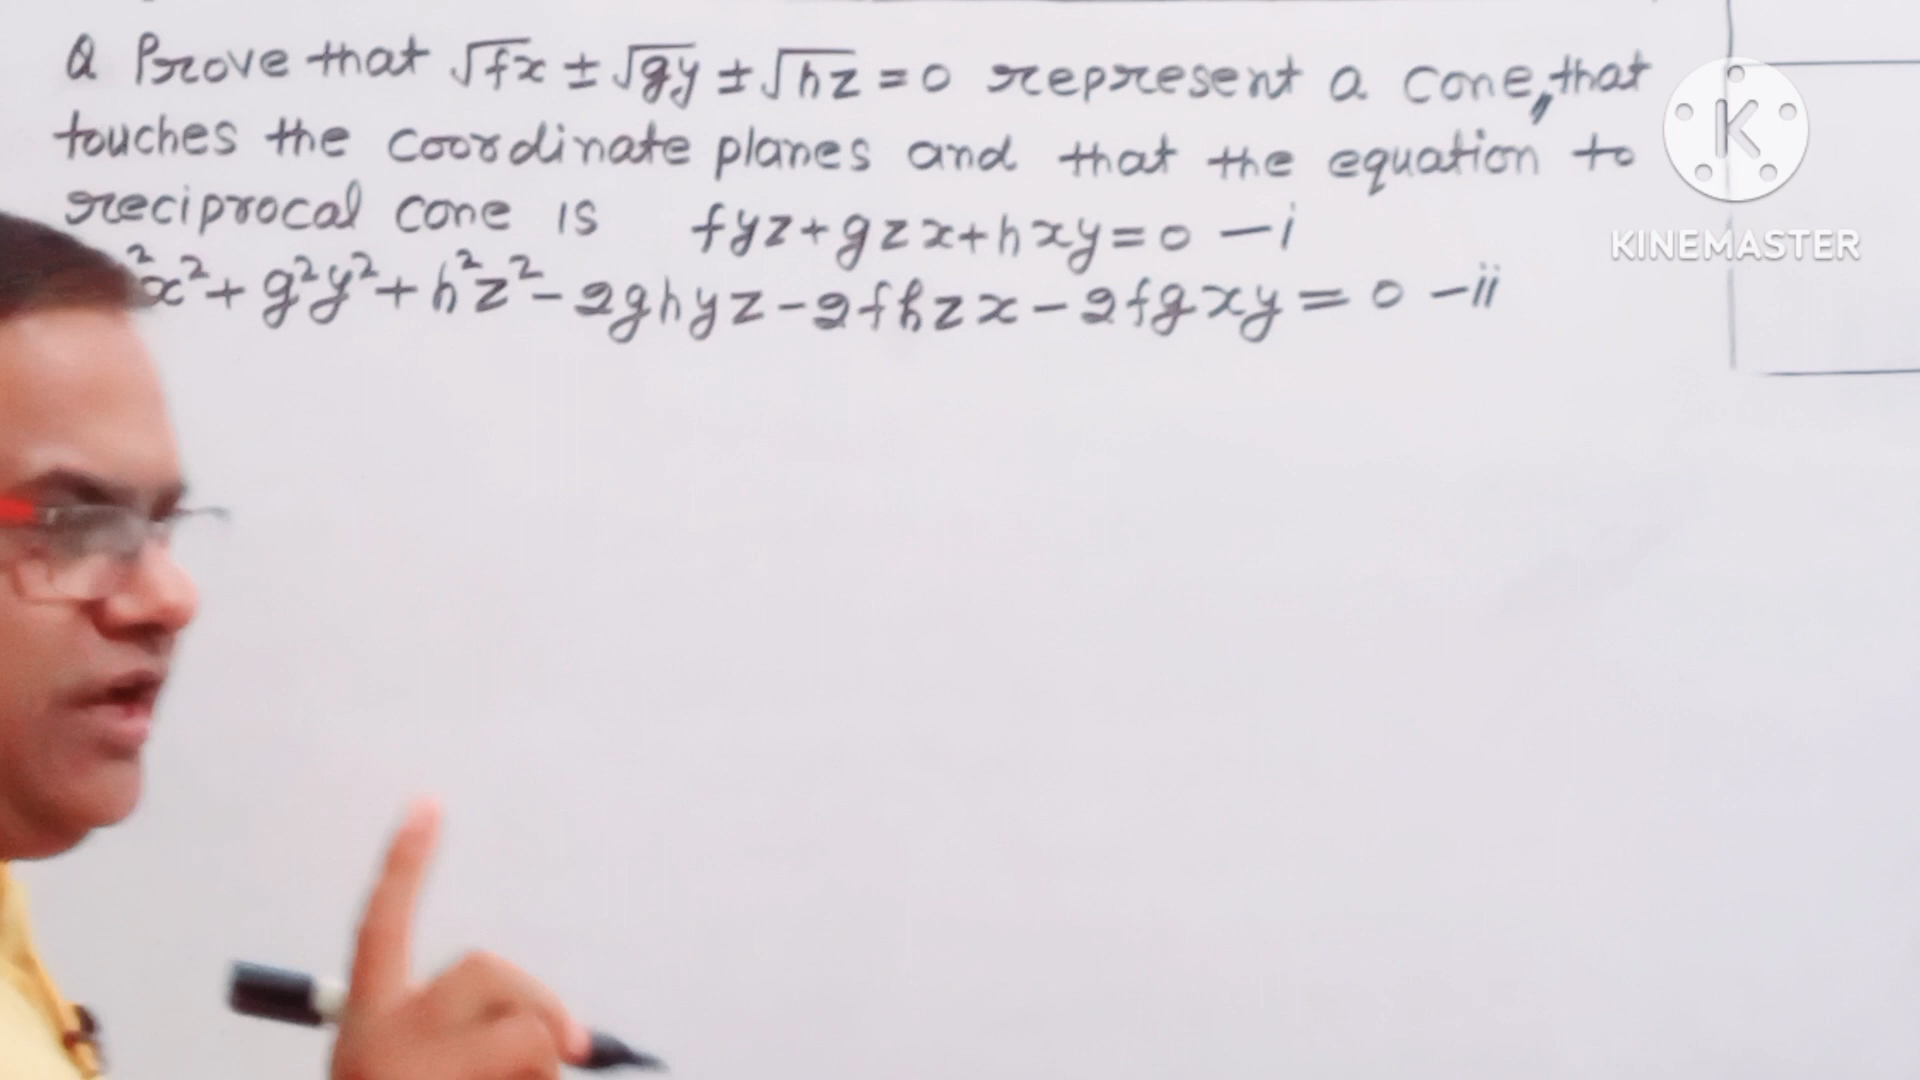 Q Prove that √fx ± √gy ± √hz = 0 represent a cone, that
touches the coordinate planes and that the equation to
reciprocal cone is fyz + gzx + hxy = 0 — i
²x² + g²y² + h²z² - 2ghyz - 2fhzx - 2fgxy = 0 — ii
K
KINEMASTER